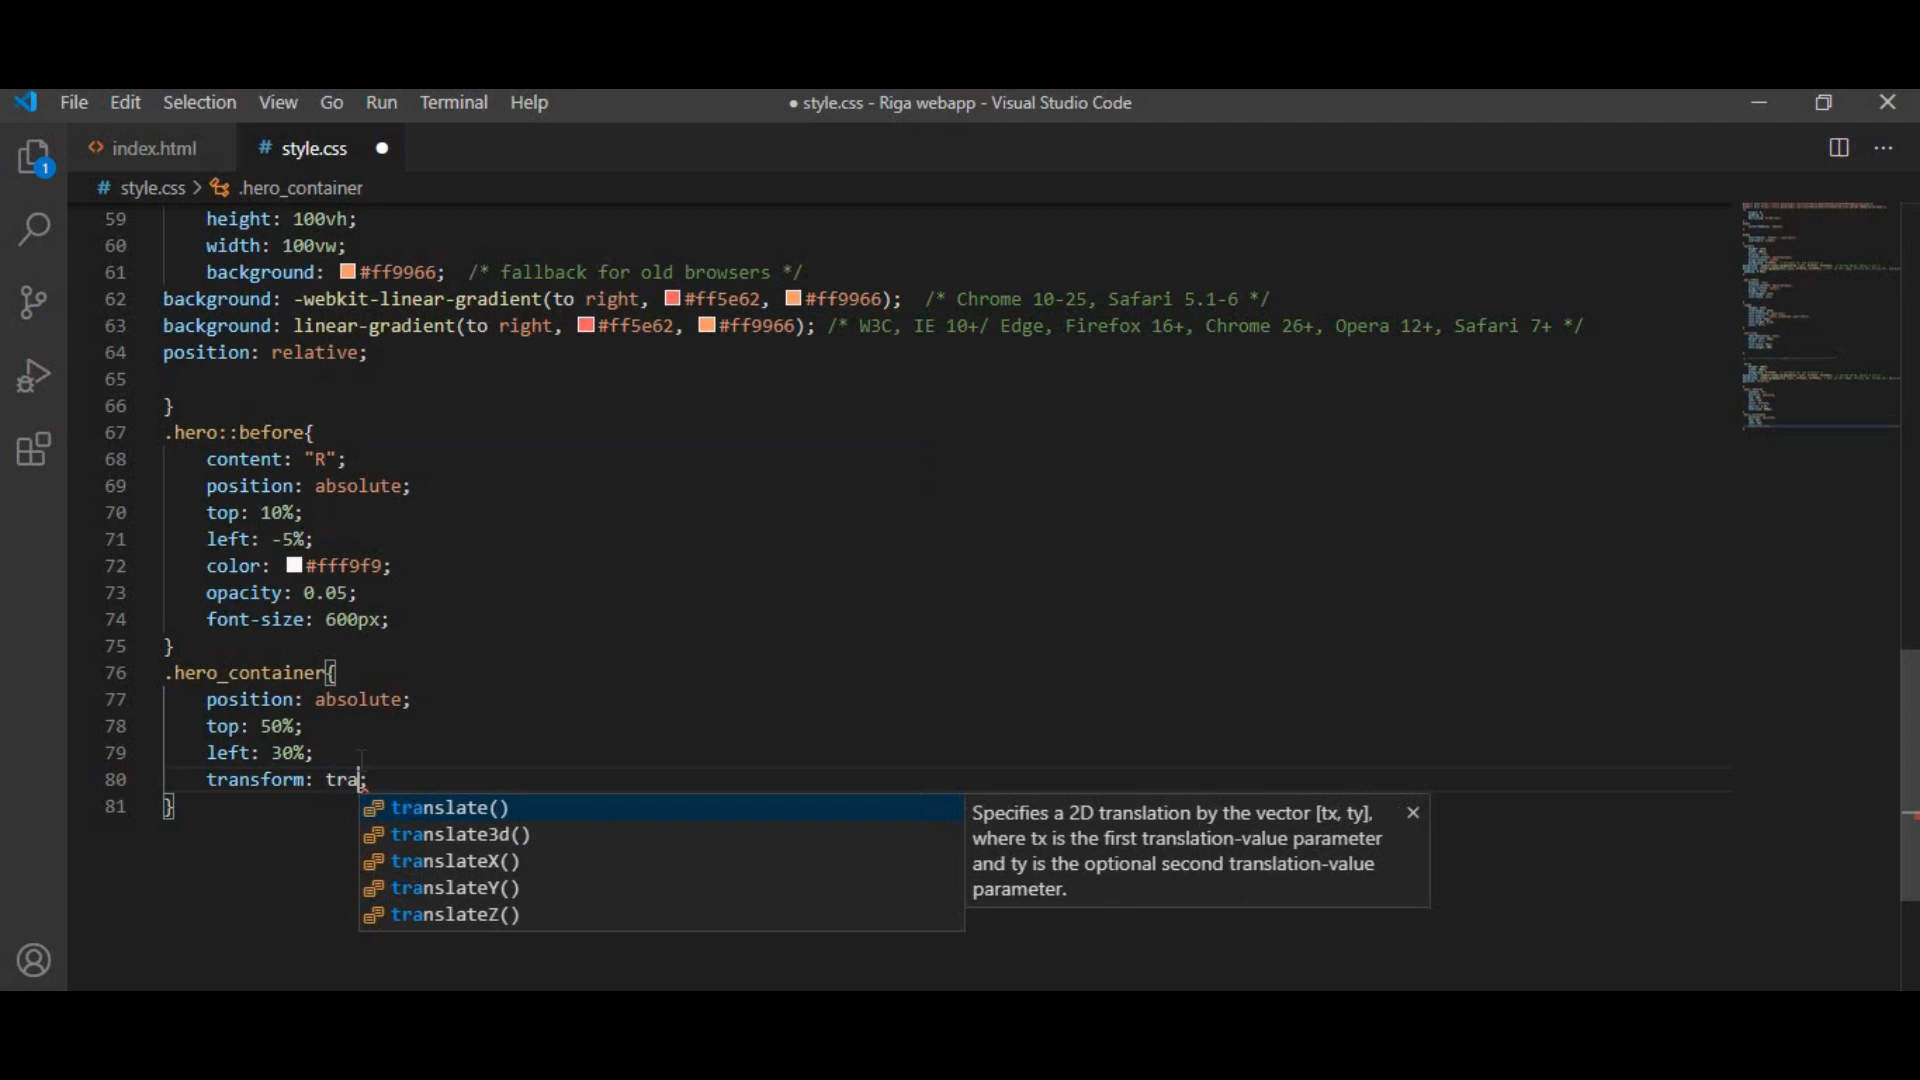 File Edit Selection View Go Run Terminal Help
● style.css - Riga webapp - Visual Studio Code
index.html
# style.css ●
# style.css > .hero_container
1
59 height: 100vh;
60 width: 100vw;
61 background: #ff9966; /* fallback for old browsers */
62 background: -webkit-linear-gradient(to right, #ff5e62, #ff9966); /* Chrome 10-25, Safari 5.1-6 */
63 background: linear-gradient(to right, #ff5e62, #ff9966); /* W3C, IE 10+/ Edge, Firefox 16+, Chrome 26+, Opera 12+, Safari 7+ */
64 position: relative;
65
66 }
67 .hero::before{
68 content: "R";
69 position: absolute;
70 top: 10%;
71 left: -5%;
72 color: #fff9f9;
73 opacity: 0.05;
74 font-size: 600px;
75 }
76 .hero_container{
77 position: absolute;
78 top: 50%;
79 left: 30%;
80 transform: tra;
81 }
translate()
translate3d()
translateX()
translateY()
translateZ()
Specifies a 2D translation by the vector [tx, ty],
where tx is the first translation-value parameter
and ty is the optional second translation-value
parameter.